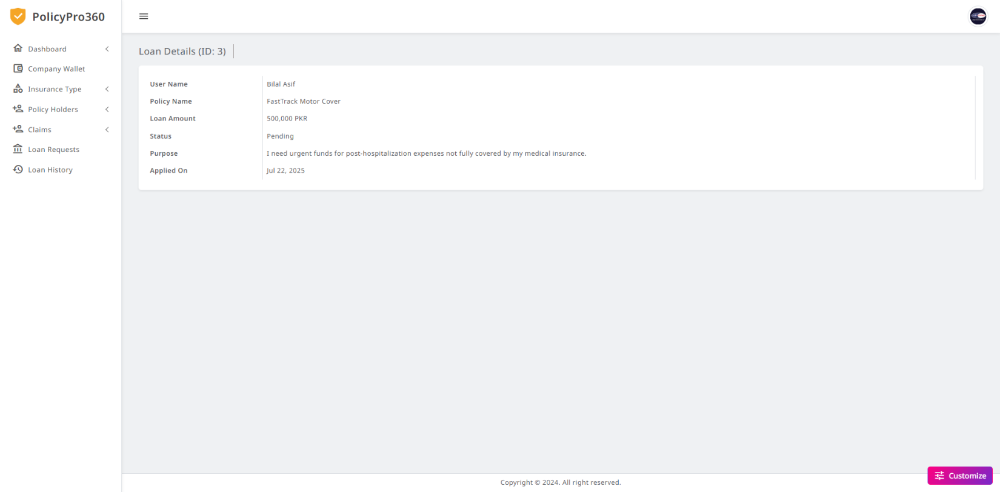 PolicyPro360
Dashboard
Company Wallet
Insurance Type
Policy Holders
Claims
Loan Requests
Loan History
Loan Details (ID: 3)
User Name Bilal Asif
Policy Name FastTrack Motor Cover
Loan Amount 500,000 PKR
Status Pending
Purpose I need urgent funds for post-hospitalization expenses not fully covered by my medical insurance.
Applied On Jul 22, 2025
Copyright © 2024. All right reserved.
Customize